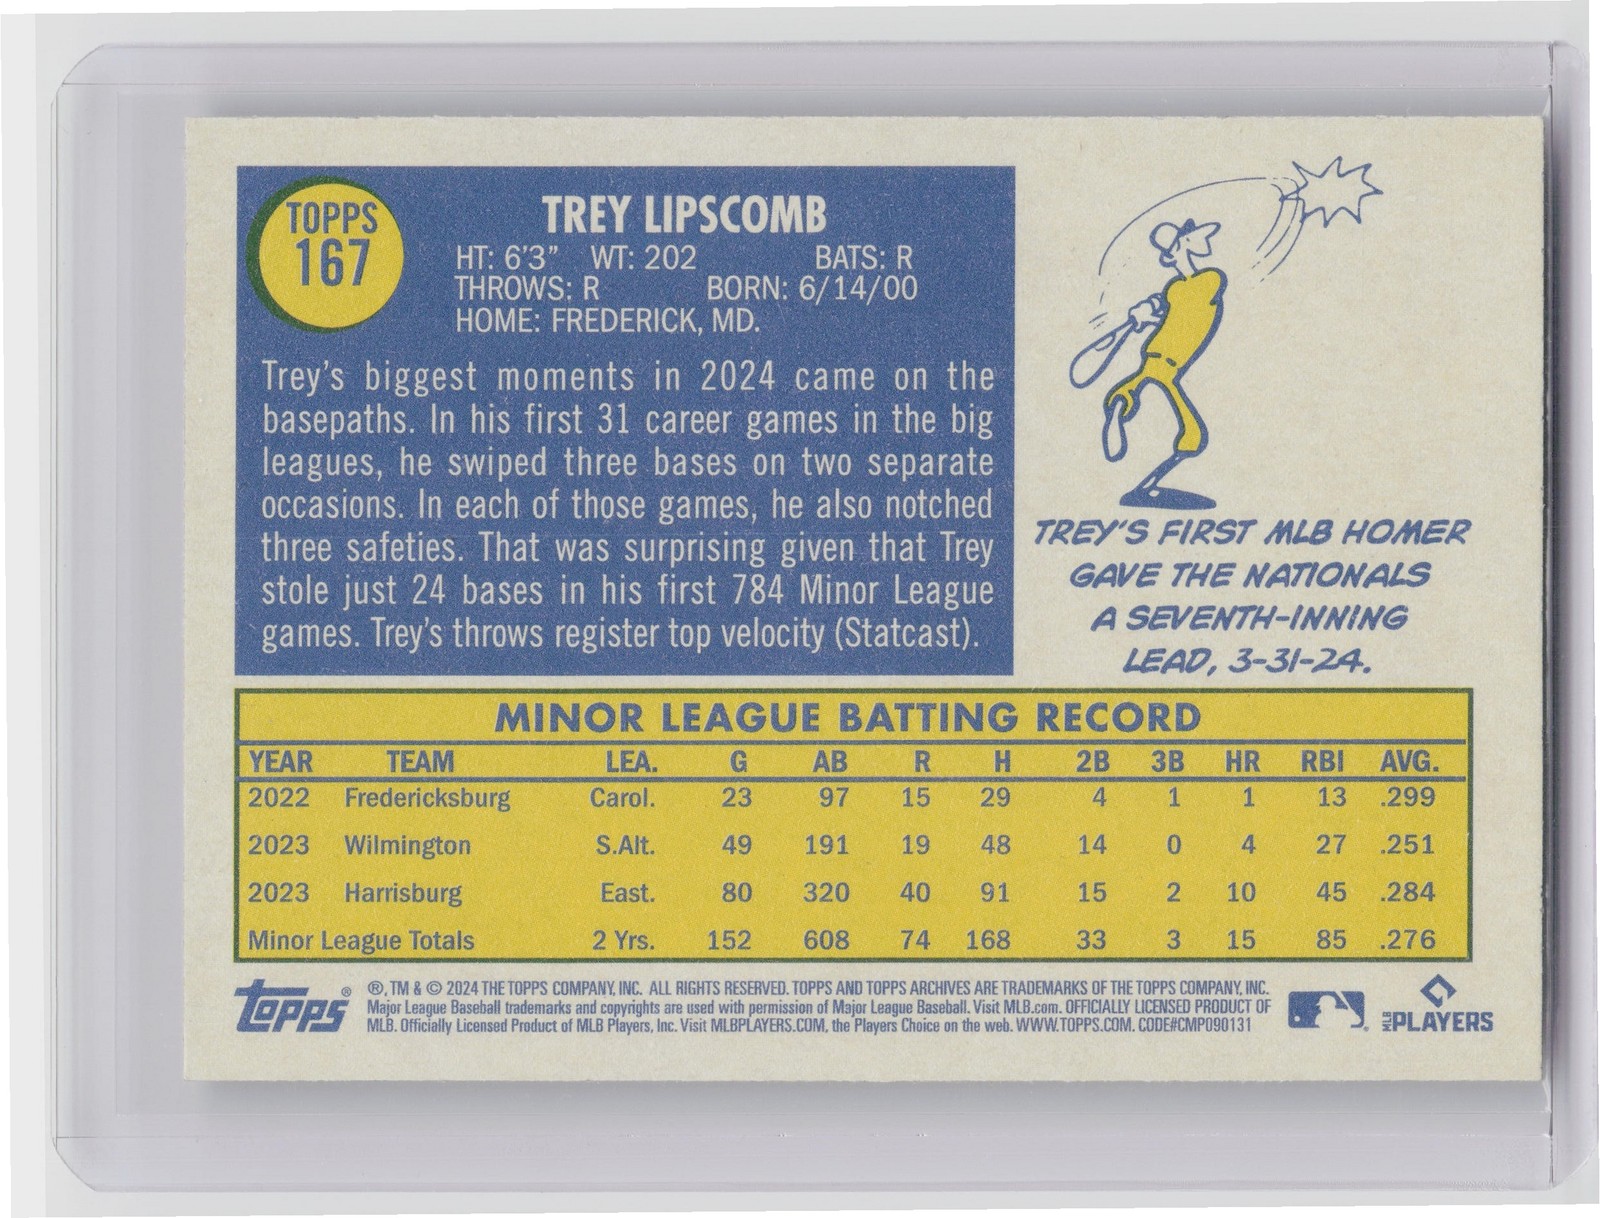 TOPPS
167
TREY LIPSCOMB
HT: 6'3" WT: 202 BATS: R
THROWS: R BORN: 6/14/00
HOME: FREDERICK, MD.
Trey's biggest moments in 2024 came on the
basepaths. In his first 31 career games in the big
leagues, he swiped three bases on two separate
occasions. In each of those games, he also notched
three safeties. That was surprising given that Trey
stole just 24 bases in his first 784 Minor League
games. Trey's throws register top velocity (Statcast).
TREY'S FIRST MLB HOMER
GAVE THE NATIONALS
A SEVENTH-INNING
LEAD, 3-31-24.
MINOR LEAGUE BATTING RECORD
YEAR TEAM LEA. G AB R H 2B 3B HR RBI AVG.
2022 Fredericksburg Carol. 23 97 15 29 4 1 1 13 .299
2023 Wilmington S.Alt. 49 191 19 48 14 0 4 27 .251
2023 Harrisburg East. 80 320 40 91 15 2 10 45 .284
Minor League Totals 2 Yrs. 152 608 74 168 33 3 15 85 .276
topps®
®, TM & © 2024 THE TOPPS COMPANY, INC. ALL RIGHTS RESERVED. TOPPS AND TOPPS ARCHIVES ARE TRADEMARKS OF THE TOPPS COMPANY, INC.
Major League Baseball trademarks and copyrights are used with permission of Major League Baseball. Visit MLB.com. OFFICIALLY LICENSED PRODUCT OF
MLB. Officially Licensed Product of MLB Players, Inc. Visit MLBPLAYERS.COM, the Players Choice on the web. WWW.TOPPS.COM. CODE#CMP090131
MLB PLAYERS